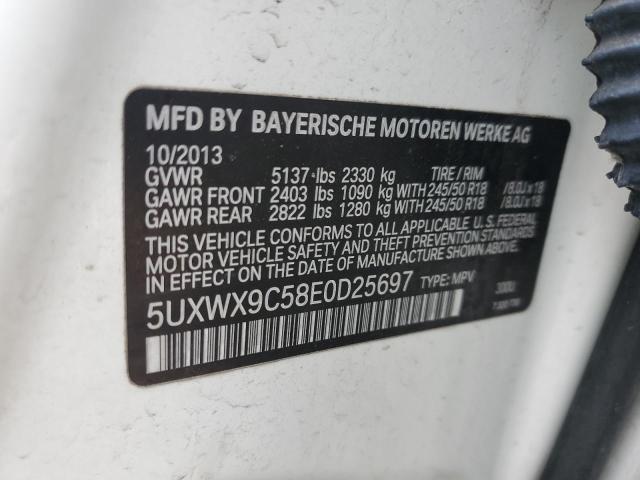 MFD BY BAYERISCHE MOTOREN WERKE AG
10/2013
GVWR 5137 lbs 2330 kg TIRE / RIM
GAWR FRONT 2403 lbs 1090 kg WITH 245/50 R18 / 8.0J x 18
GAWR REAR 2822 lbs 1280 kg WITH 245/50 R18 / 8.0J x 18
THIS VEHICLE CONFORMS TO ALL APPLICABLE U.S. FEDERAL
MOTOR VEHICLE SAFETY AND THEFT PREVENTION STANDARDS
IN EFFECT ON THE DATE OF MANUFACTURE SHOWN ABOVE.
5UXWX9C58E0D25697 TYPE: MPV 300U